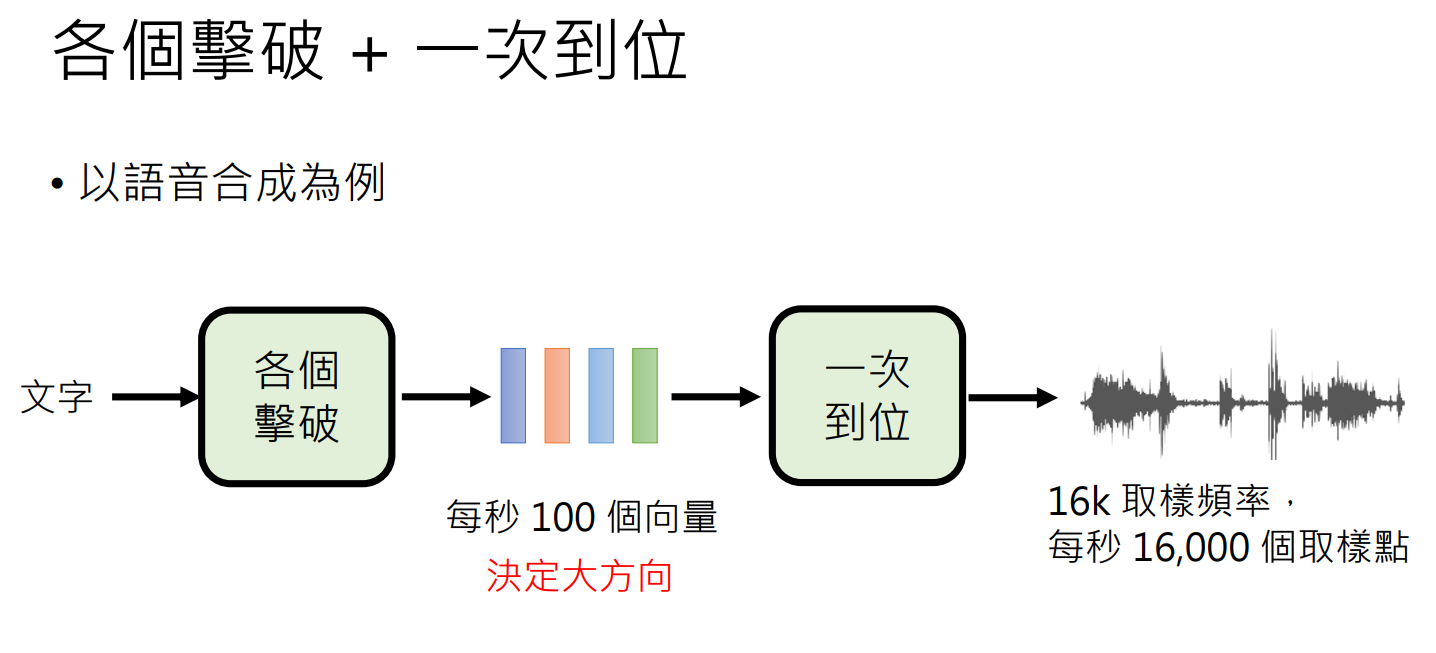 各個擊破 + 一次到位
• 以語音合成為例
文字
各個
擊破
每秒 100 個向量
決定大方向
一次
到位
16k 取樣頻率，
每秒 16,000 個取樣點